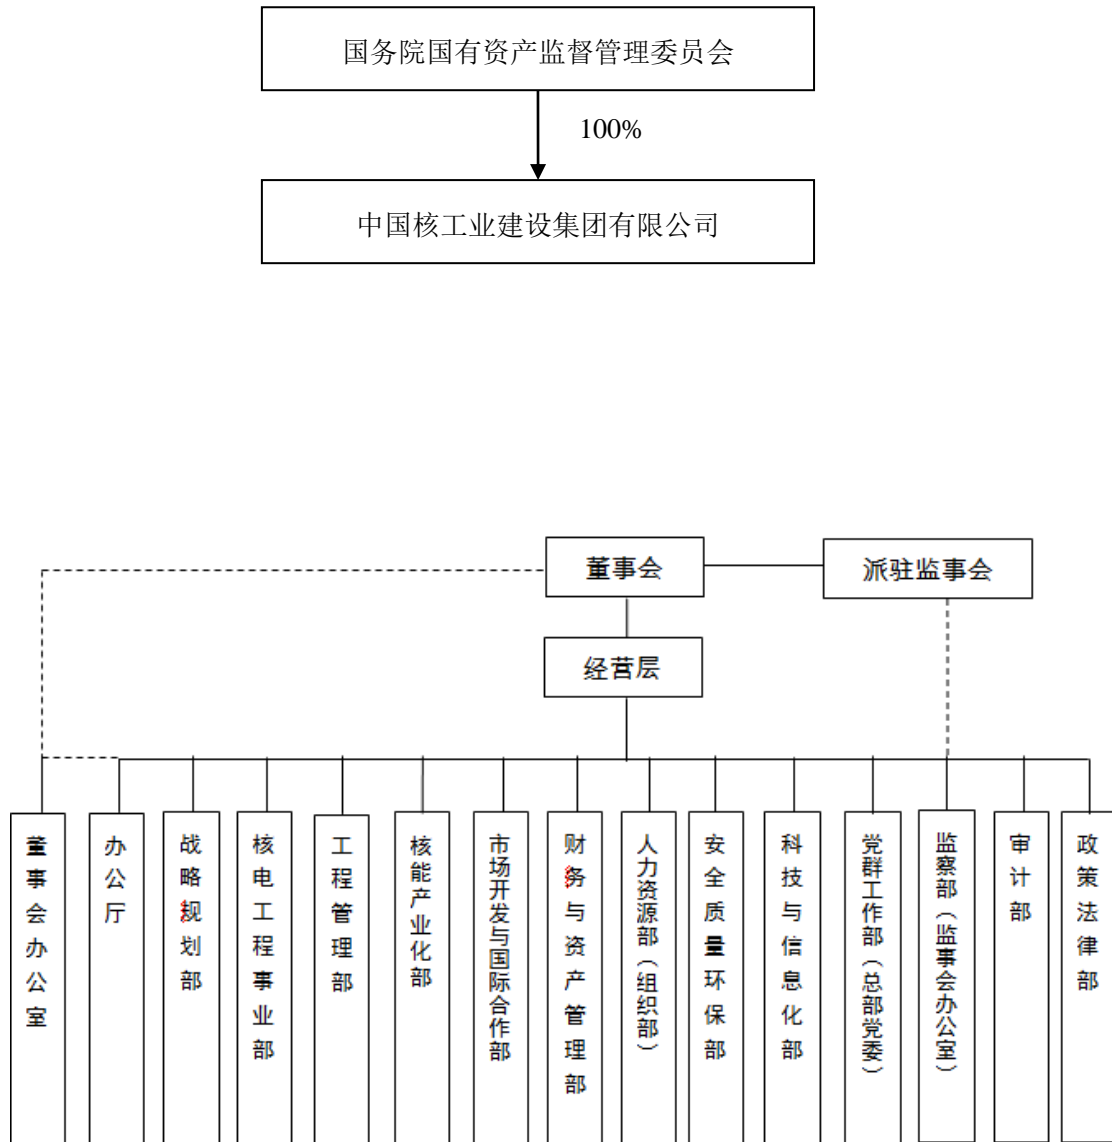 国务院国有资产监督管理委员会
100%
中国核工业建设集团有限公司
董事会
派驻监事会
经营层
董事会办公室
办公厅
战略规划部
核电工程事业部
工程管理部
核能产业化部
市场开发与国际合作部
财务与资产管理部
人力资源部（组织部）
安全质量环保部
科技与信息化部
党群工作部（总部党委）
监察部（监事会办公室）
审计部
政策法律部